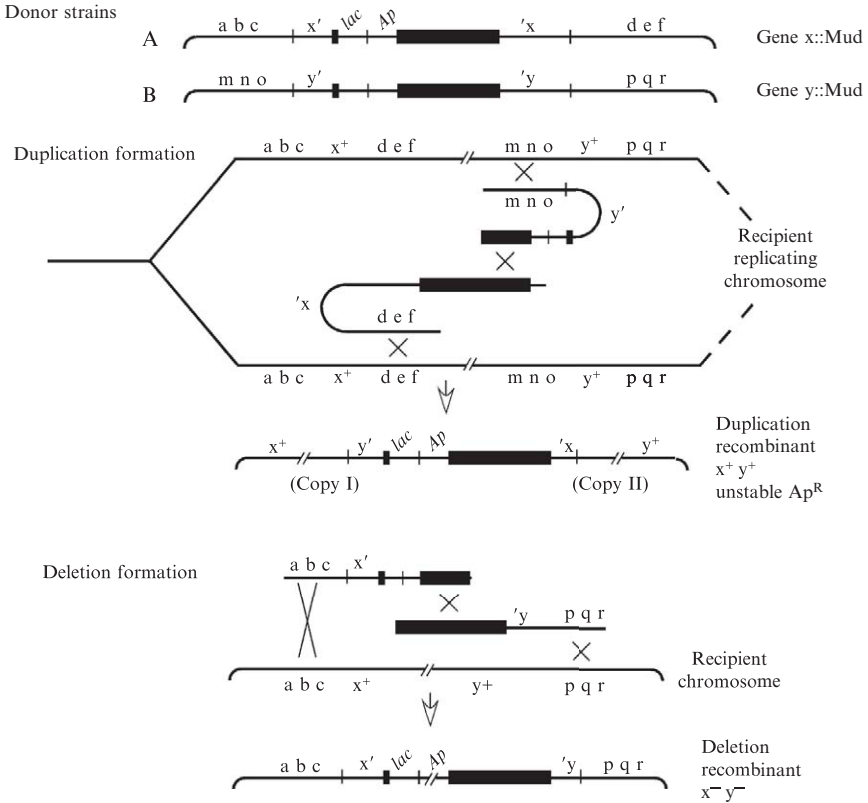 Donor strains
a b c x′ lac Ap ′x d e f
A Gene x::Mud
m n o y′ ′y p q r
B Gene y::Mud
Duplication formation
a b c x⁺ d e f m n o y⁺ p q r
m n o
y′
Recipient
replicating
chromosome
′x
d e f
a b c x⁺ d e f m n o y⁺ p q r
x⁺ y′ lac Ap ′x y⁺
(Copy I) (Copy II)
Duplication
recombinant
x⁺ y⁺
unstable Apᴿ
Deletion formation
a b c x′
′y p q r
Recipient
chromosome
a b c x⁺ y+ p q r
a b c x′ lac Ap ′y p q r
Deletion
recombinant
x⁻ y⁻